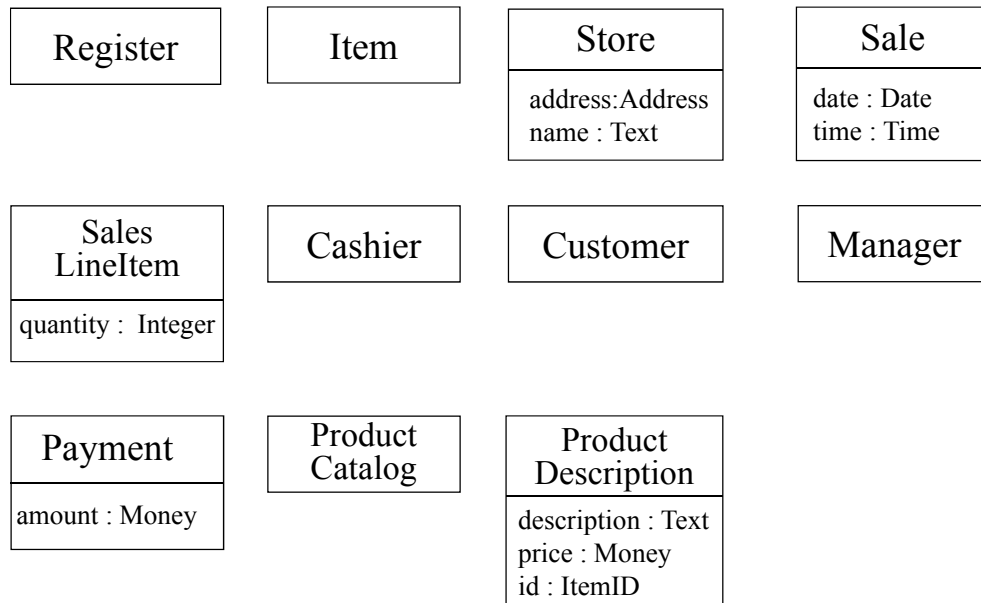 Register
Item
Store
address:Address
name : Text
Sale
date : Date
time : Time
Sales
LineItem
quantity :  Integer
Cashier
Customer
Manager
Payment
amount : Money
Product
Catalog
Product
Description
description : Text
price : Money
id : ItemID